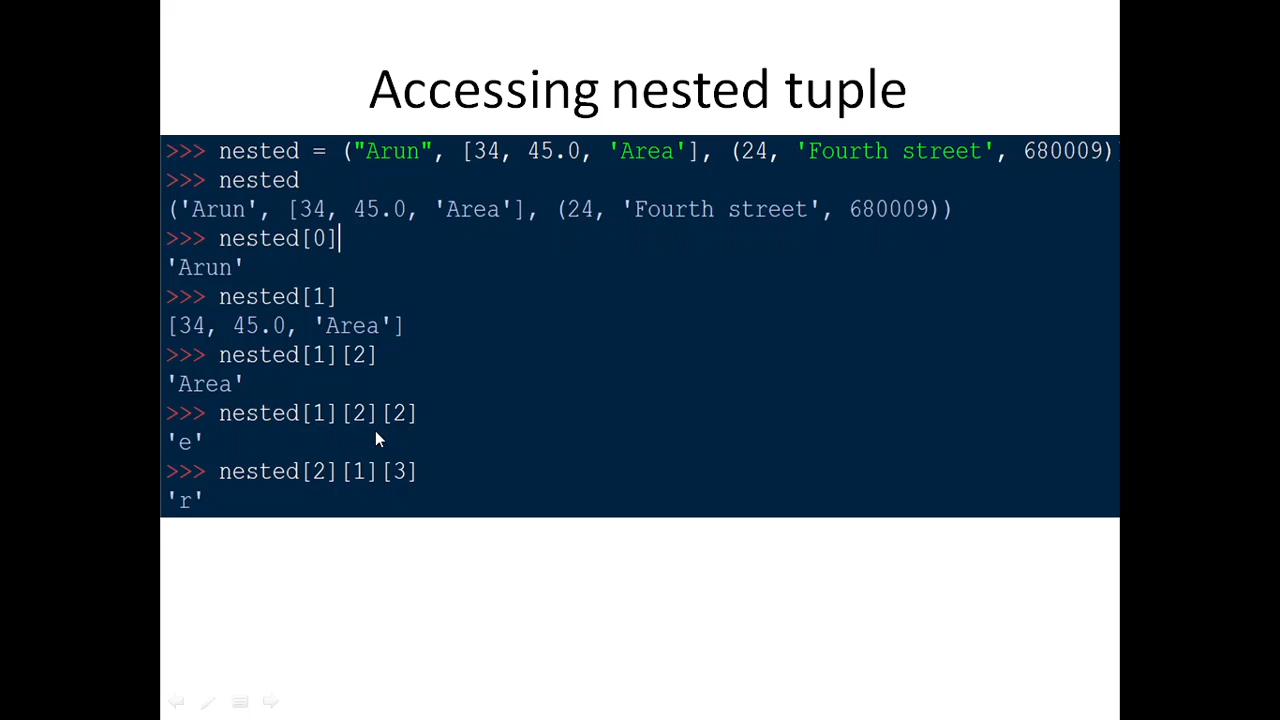 Accessing nested tuple
>>> nested = ("Arun", [34, 45.0, 'Area'], (24, 'Fourth street', 680009)
>>> nested
('Arun', [34, 45.0, 'Area'], (24, 'Fourth street', 680009))
>>> nested[0]
'Arun'
>>> nested[1]
[34, 45.0, 'Area']
>>> nested[1][2]
'Area'
>>> nested[1][2][2]
'e'
>>> nested[2][1][3]
'r'